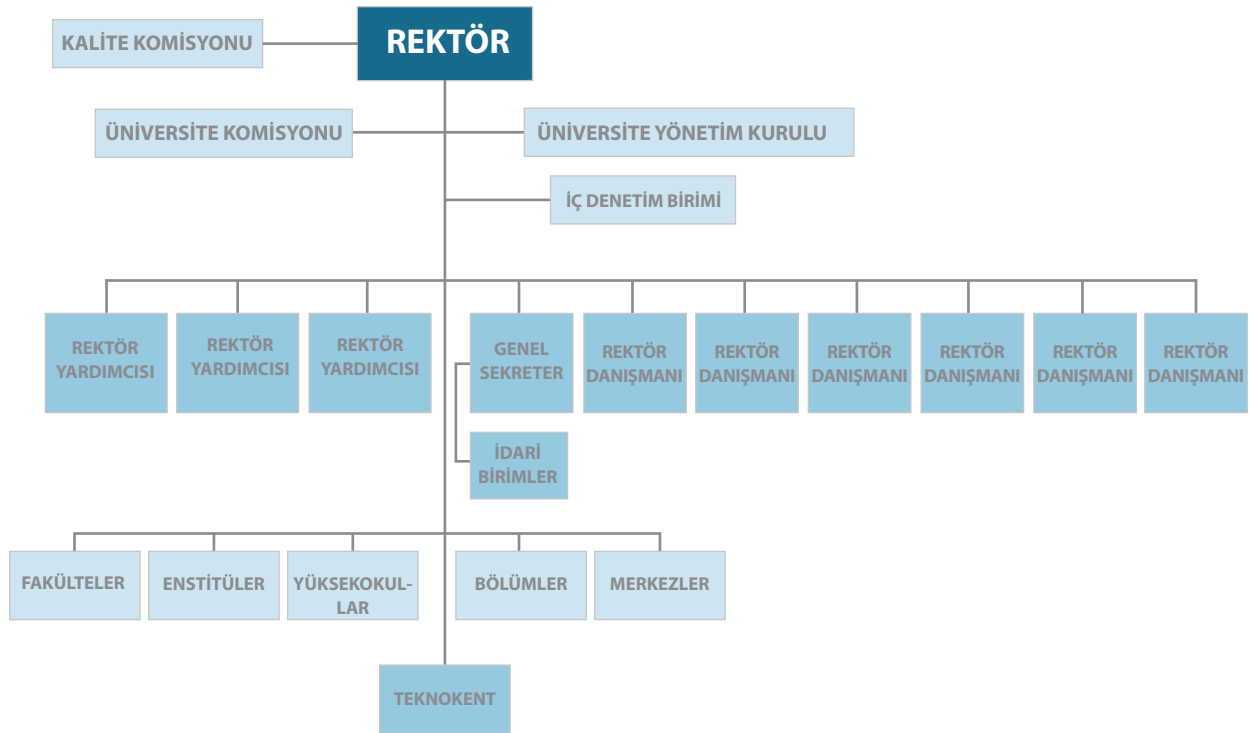 KALİTE KOMİSYONU
REKTÖR
ÜNİVERSİTE KOMİSYONU
ÜNİVERSİTE YÖNETİM KURULU
İÇ DENETİM BİRİMİ
REKTÖR
YARDIMCISI
REKTÖR
YARDIMCISI
REKTÖR
YARDIMCISI
GENEL
SEKRETER
REKTÖR
DANIŞMANI
REKTÖR
DANIŞMANI
REKTÖR
DANIŞMANI
REKTÖR
DANIŞMANI
REKTÖR
DANIŞMANI
REKTÖR
DANIŞMANI
İDARİ
BİRİMLER
FAKÜLTELER
ENSTİTÜLER
YÜKSEKOKUL-
LAR
BÖLÜMLER
MERKEZLER
TEKNOKENT